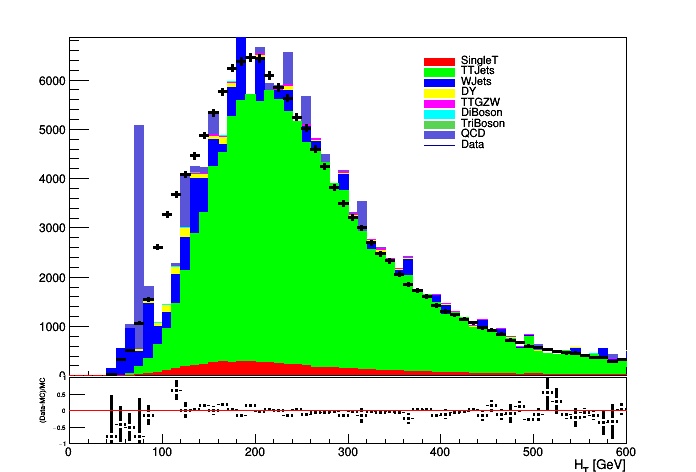 6000
5000
4000
3000
2000
1000
0
SingleT
TTJets
WJets
DY
TTGZW
DiBoson
TriBoson
QCD
Data
(Data-MC)/MC
1
0.5
0
-0.5
-1
0 100 200 300 400 500 600
H_T [GeV]